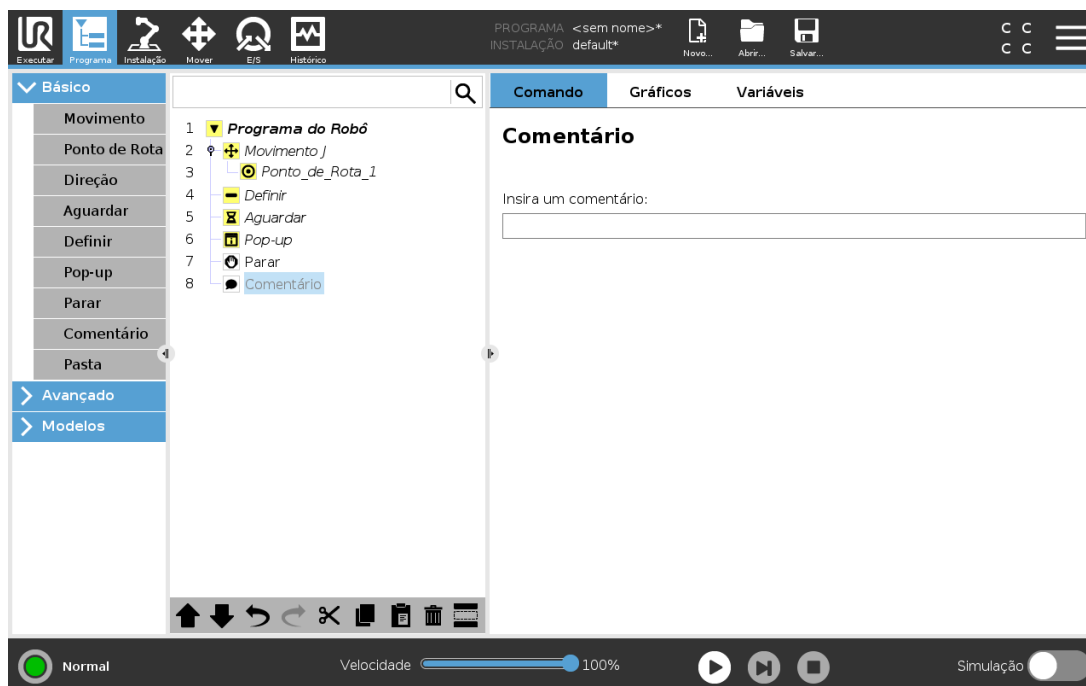 UR
PROGRAMA <sem nome>*
INSTALAÇÃO default*
Executar Programa Instalação Mover E/S Histórico Novo... Abrir... Salvar...
C C
C C
Básico
Movimento
Ponto de Rota
Direção
Aguardar
Definir
Pop-up
Parar
Comentário
Pasta
Avançado
Modelos
1 Programa do Robô
2 Movimento J
3 Ponto_de_Rota_1
4 Definir
5 Aguardar
6 Pop-up
7 Parar
8 Comentário
Comando Gráficos Variáveis
Comentário
Insira um comentário:
Normal Velocidade 100% Simulação